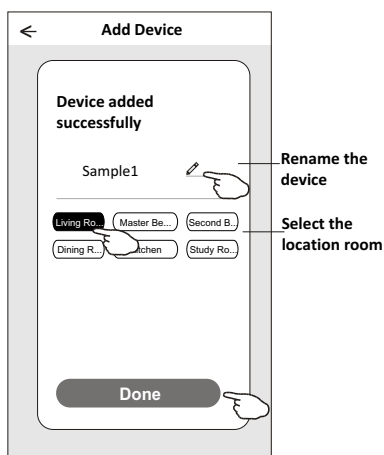 Add Device
Device added
successfully
Sample1
Rename the
device
Living Ro...
Master Be...
Second B..
Select the
location room
Dining R...
tchen
Study Ro...
Done